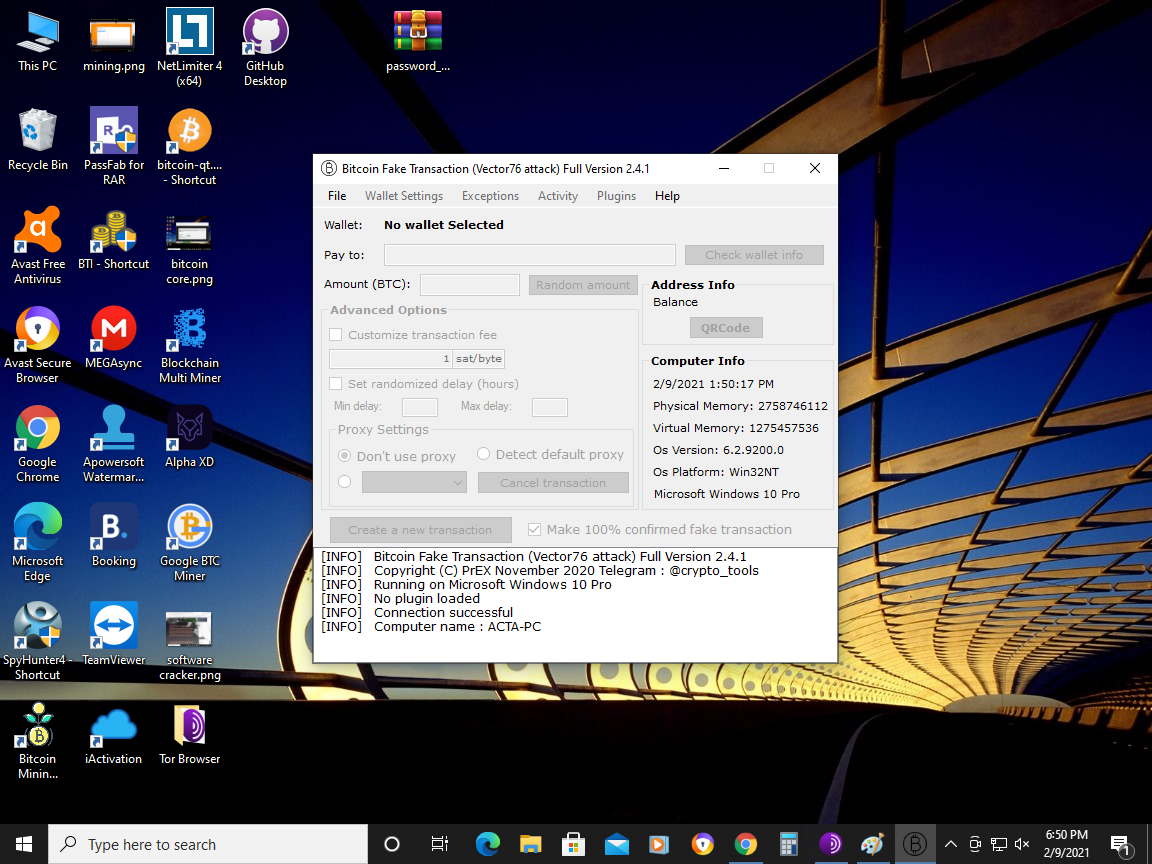 This PC
mining.png
NetLimiter 4
(x64)
GitHub
Desktop
password_...
Recycle Bin
PassFab for
RAR
bitcoin-qt....
- Shortcut
Avast Free
Antivirus
BTI - Shortcut
bitcoin
core.png
Avast Secure
Browser
MEGAsync
Blockchain
Multi Miner
Google
Chrome
Apowersoft
Watermar...
Alpha XD
Microsoft
Edge
B.
Booking
Google BTC
Miner
SpyHunter4 -
Shortcut
TeamViewer
software
cracker.png
Bitcoin
Minin...
iActivation
Tor Browser
Bitcoin Fake Transaction (Vector76 attack) Full Version 2.4.1
File Wallet Settings Exceptions Activity Plugins Help
Wallet: No wallet Selected
Pay to: Check wallet info
Amount (BTC): Random amount
Advanced Options
Customize transaction fee
1 sat/byte
Set randomized delay (hours)
Min delay: Max delay:
Proxy Settings
Don't use proxy Detect default proxy
Cancel transaction
Address Info
Balance
QRCode
Computer Info
2/9/2021 1:50:17 PM
Physical Memory: 2758746112
Virtual Memory: 1275457536
Os Version: 6.2.9200.0
Os Platform: Win32NT
Microsoft Windows 10 Pro
Create a new transaction Make 100% confirmed fake transaction
[INFO] Bitcoin Fake Transaction (Vector76 attack) Full Version 2.4.1
[INFO] Copyright (C) PrEX November 2020 Telegram : @crypto_tools
[INFO] Running on Microsoft Windows 10 Pro
[INFO] No plugin loaded
[INFO] Connection successful
[INFO] Computer name : ACTA-PC
Type here to search
6:50 PM
2/9/2021
1